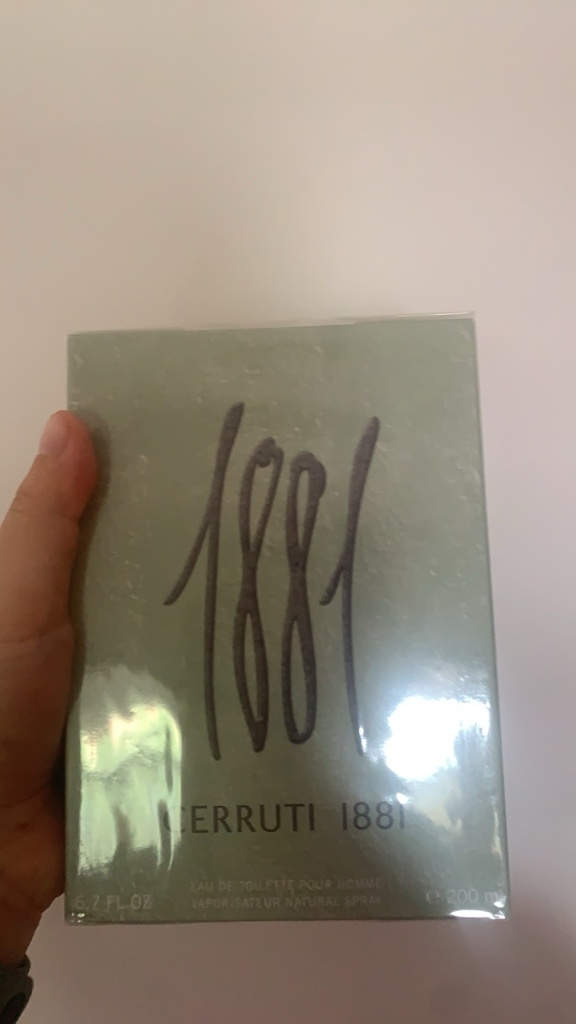 1881
CERRUTI 1881
EAU DE TOILETTE POUR HOMME
VAPORISATEUR NATURAL SPRAY
6.7 FL OZ
℮ 200 ml